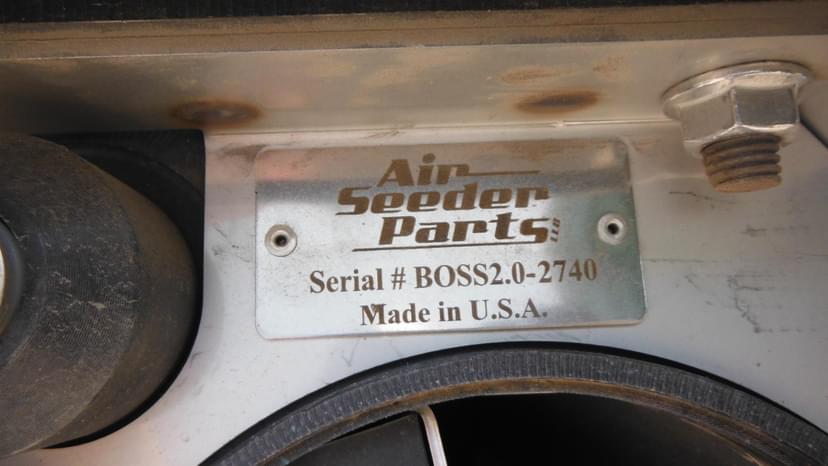 Air
Seeder
Parts LLC
Serial # BOSS2.0-2740
Made in U.S.A.